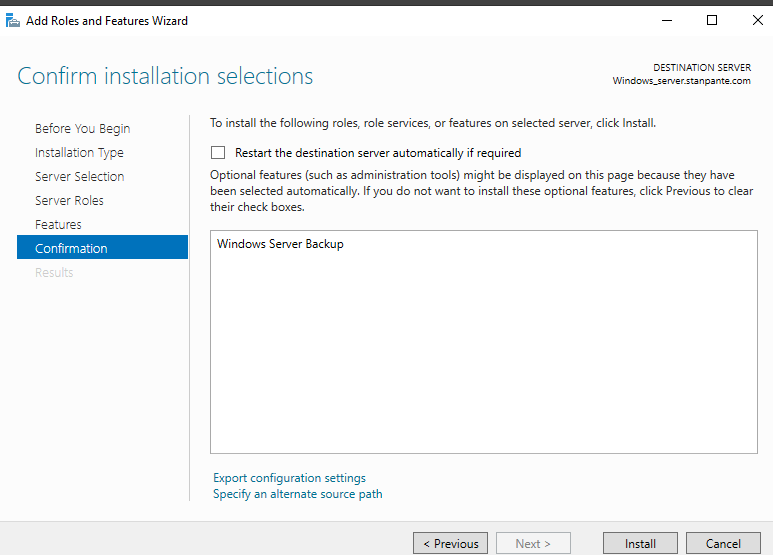 Add Roles and Features Wizard
Confirm installation selections
DESTINATION SERVER
Windows_server.stanpante.com
Before You Begin
Installation Type
Server Selection
Server Roles
Features
Confirmation
Results
To install the following roles, role services, or features on selected server, click Install.
Restart the destination server automatically if required
Optional features (such as administration tools) might be displayed on this page because they have
been selected automatically. If you do not want to install these optional features, click Previous to clear
their check boxes.
Windows Server Backup
Export configuration settings
Specify an alternate source path
< Previous
Next >
Install
Cancel